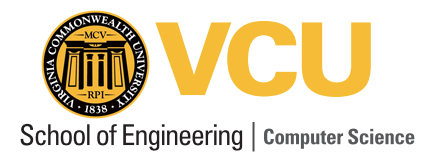 VIRGINIA COMMONWEALTH UNIVERSITY
MCV
RPI
• 1838 •
VCU
School of Engineering | Computer Science